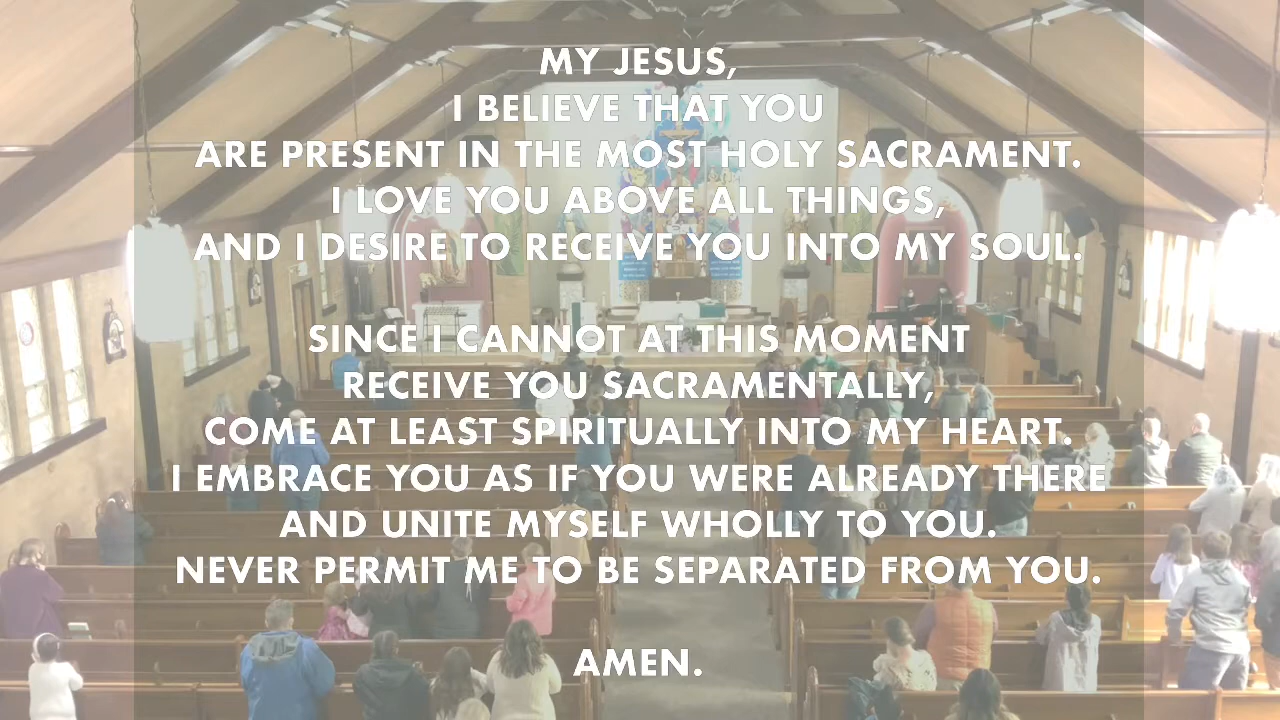 MY JESUS,
I BELIEVE THAT YOU
ARE PRESENT IN THE MOST HOLY SACRAMENT.
I LOVE YOU ABOVE ALL THINGS,
AND I DESIRE TO RECEIVE YOU INTO MY SOUL.
SINCE I CANNOT AT THIS MOMENT
RECEIVE YOU SACRAMENTALLY,
COME AT LEAST SPIRITUALLY INTO MY HEART.
I EMBRACE YOU AS IF YOU WERE ALREADY THERE
AND UNITE MYSELF WHOLLY TO YOU.
NEVER PERMIT ME TO BE SEPARATED FROM YOU.
AMEN.